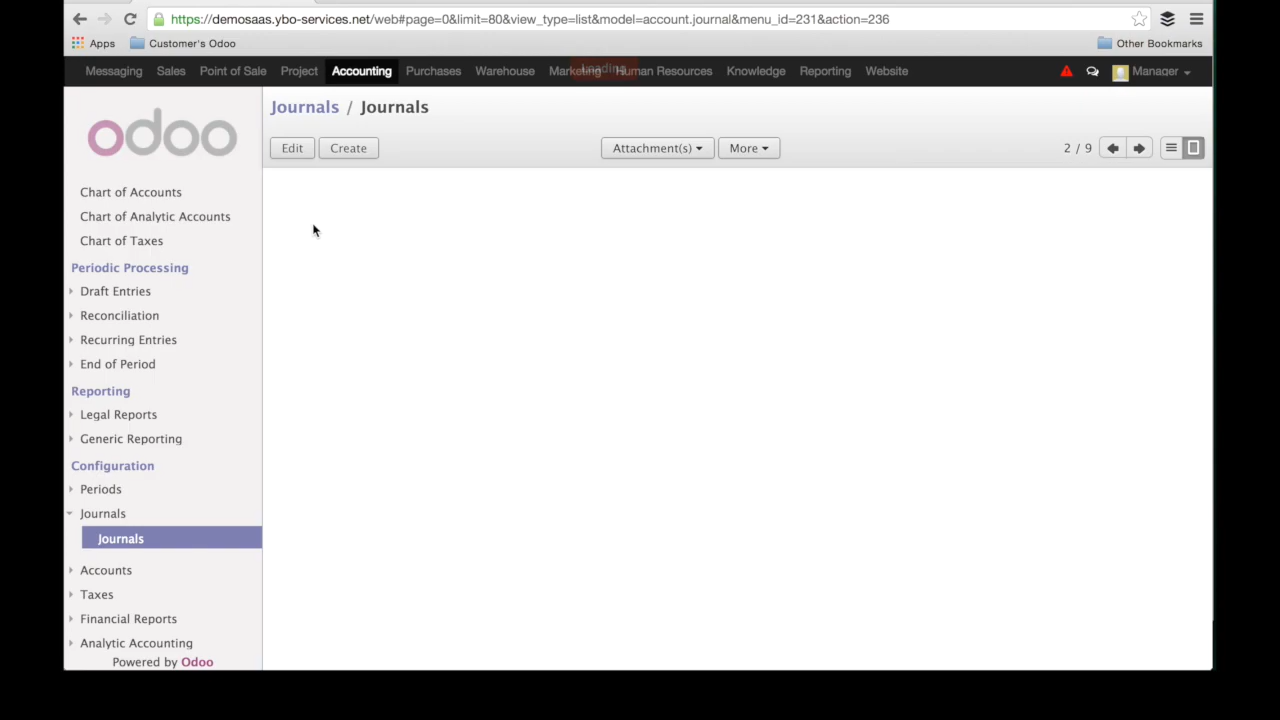 https://demosaas.ybo-services.net/web#page=0&limit=80&view_type=list&model=account.journal&menu_id=231&action=236
Apps Customer's Odoo Other Bookmarks
Messaging Sales Point of Sale Project Accounting Purchases Warehouse Marketing Human Resources Knowledge Reporting Website Manager
Loading
odoo
Journals / Journals
Edit Create Attachment(s) More 2 / 9
Chart of Accounts
Chart of Analytic Accounts
Chart of Taxes
Periodic Processing
Draft Entries
Reconciliation
Recurring Entries
End of Period
Reporting
Legal Reports
Generic Reporting
Configuration
Periods
Journals
Journals
Accounts
Taxes
Financial Reports
Analytic Accounting
Powered by Odoo